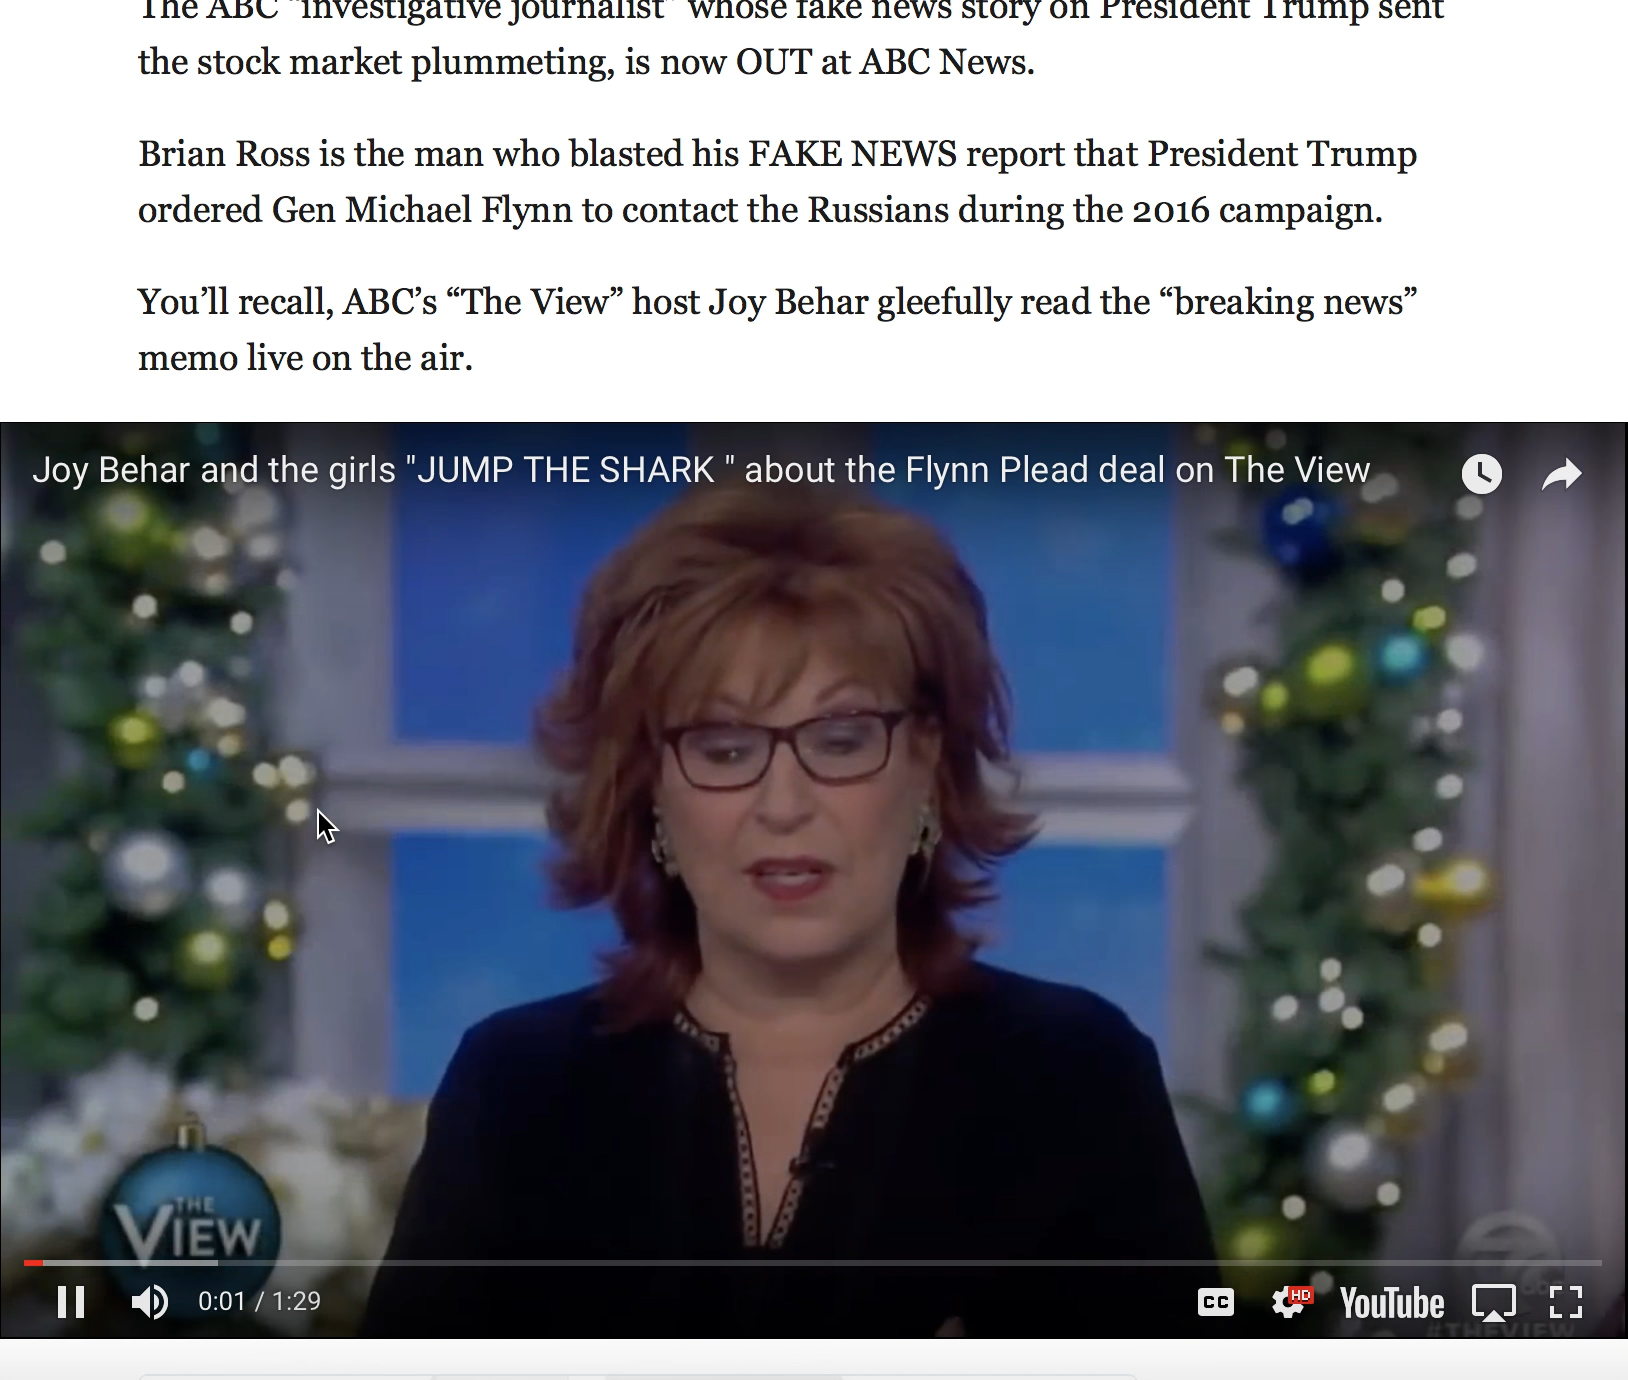 The ABC “investigative journalist” whose fake news story on President Trump sent
the stock market plummeting, is now OUT at ABC News.
Brian Ross is the man who blasted his FAKE NEWS report that President Trump
ordered Gen Michael Flynn to contact the Russians during the 2016 campaign.
You’ll recall, ABC’s “The View” host Joy Behar gleefully read the “breaking news”
memo live on the air.
Joy Behar and the girls "JUMP THE SHARK " about the Flynn Plead deal on The View
THE
VIEW
0:01 / 1:29
CC
HD
YouTube
#THEVIEW